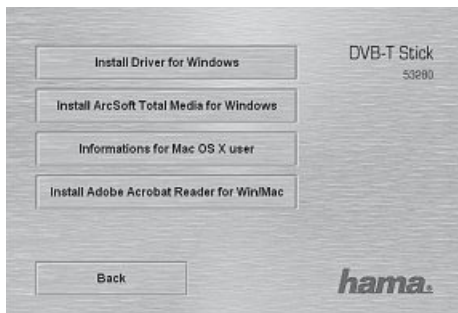 DVB-T Stick
53280
Install Driver for Windows
Install ArcSoft Total Media for Windows
Informations for Mac OS X user
Install Adobe Acrobat Reader for Win/Mac
Back
hama.